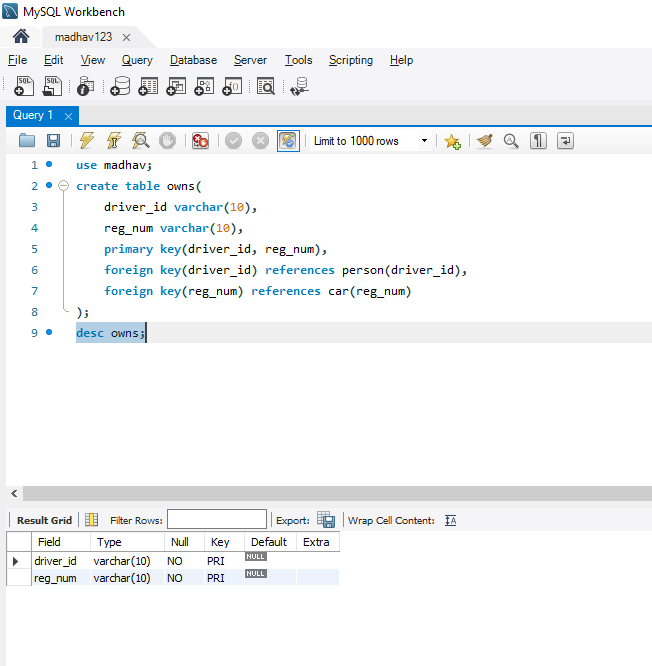 MySQL Workbench
madhav123 ×
File Edit View Query Database Server Tools Scripting Help
Query 1 ×
Limit to 1000 rows
1 use madhav;
2 create table owns(
3 driver_id varchar(10),
4 reg_num varchar(10),
5 primary key(driver_id, reg_num),
6 foreign key(driver_id) references person(driver_id),
7 foreign key(reg_num) references car(reg_num)
8 );
9 desc owns;
Result Grid Filter Rows: Export: Wrap Cell Content:
Field Type Null Key Default Extra
driver_id varchar(10) NO PRI NULL
reg_num varchar(10) NO PRI NULL